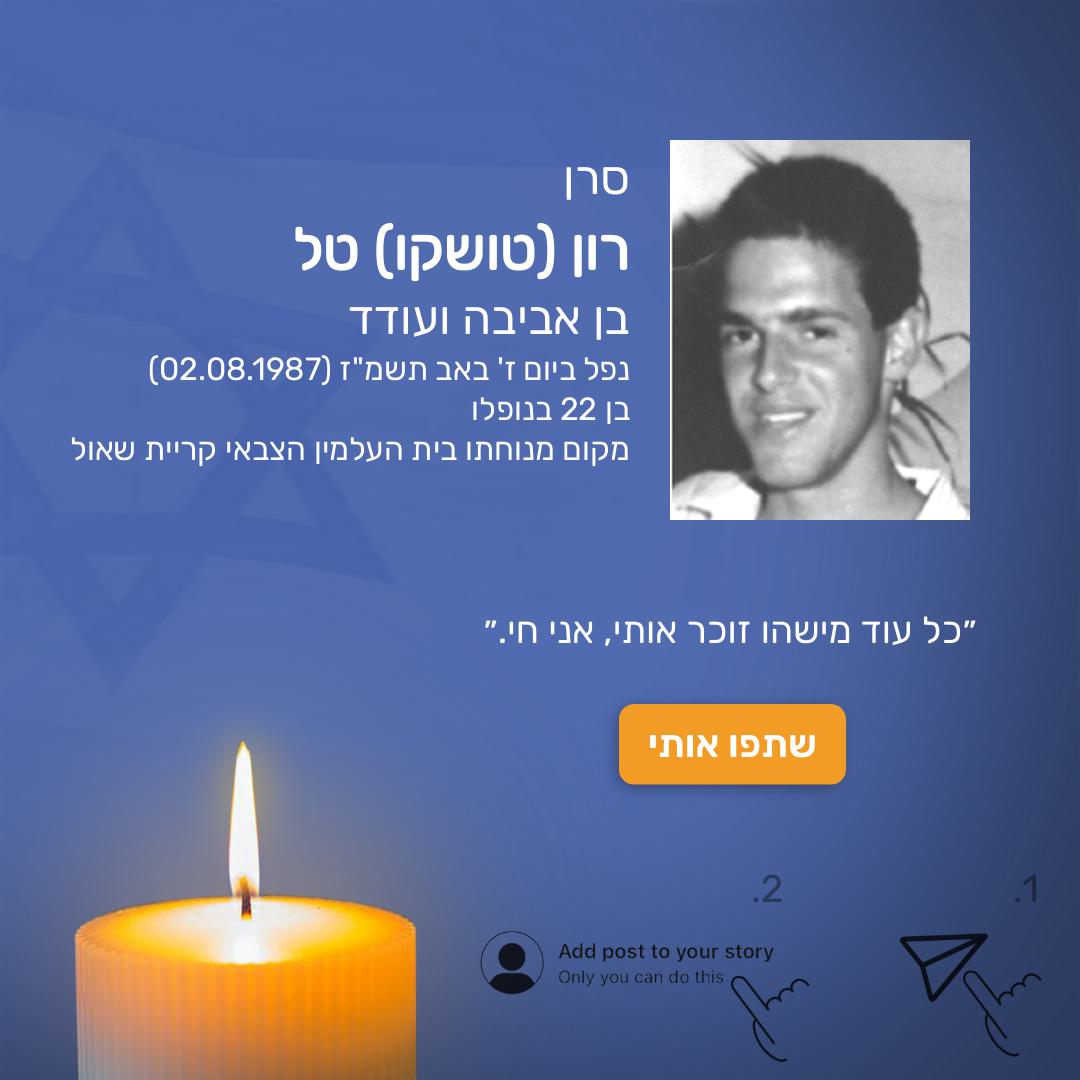 סרן
רון (טושקו) טל
בן אביבה ועודד
נפל ביום ז' באב תשמ"ז (02.08.1987)
בן 22 בנופלו
מקום מנוחתו בית העלמין הצבאי קריית שאול
״כל עוד מישהו זוכר אותי, אני חי.״
שתפו אותי
1.
2.
Add post to your story
Only you can do this